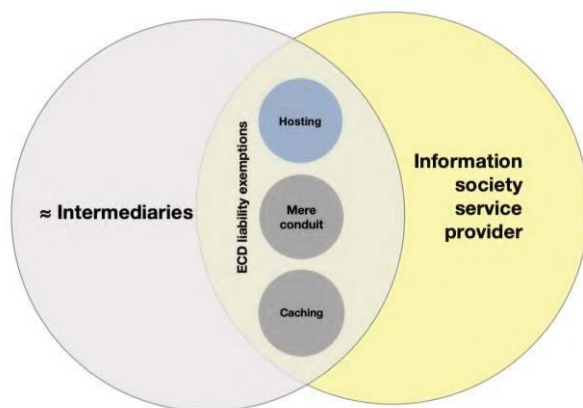 ≈ Intermediaries
ECD liability exemptions
Hosting
Mere
conduit
Caching
Information
society
service
provider